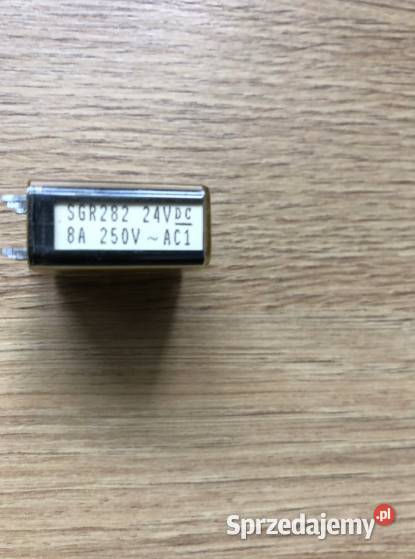 SGR282 24V DC
8A 250V ~ AC1
Sprzedajemy.pl